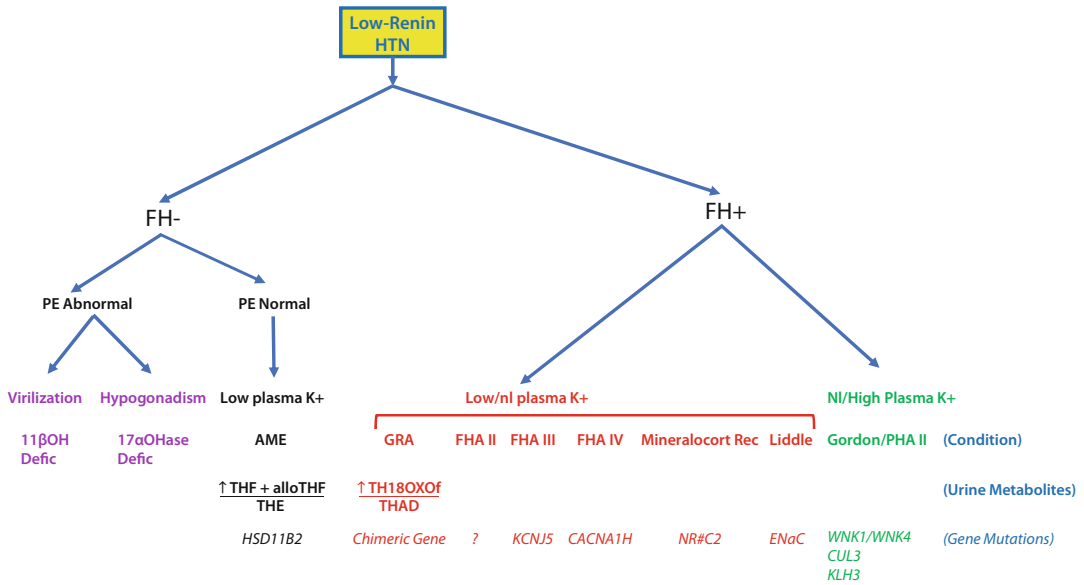 Low-Renin
HTN
FH-
FH+
PE Abnormal
PE Normal
Virilization
Hypogonadism
Low plasma K+
Low/nl plasma K+
Nl/High Plasma K+
11βOH
Defic
17αOHase
Defic
AME
GRA
FHA II
FHA III
FHA IV
Mineralocort Rec
Liddle
Gordon/PHA II
(Condition)
↑THF + alloTHF
THE
↑TH18OXOf
THAD
(Urine Metabolites)
HSD11B2
Chimeric Gene
?
KCNJ5
CACNA1H
NR#C2
ENaC
WNK1/WNK4
CUL3
KLH3
(Gene Mutations)